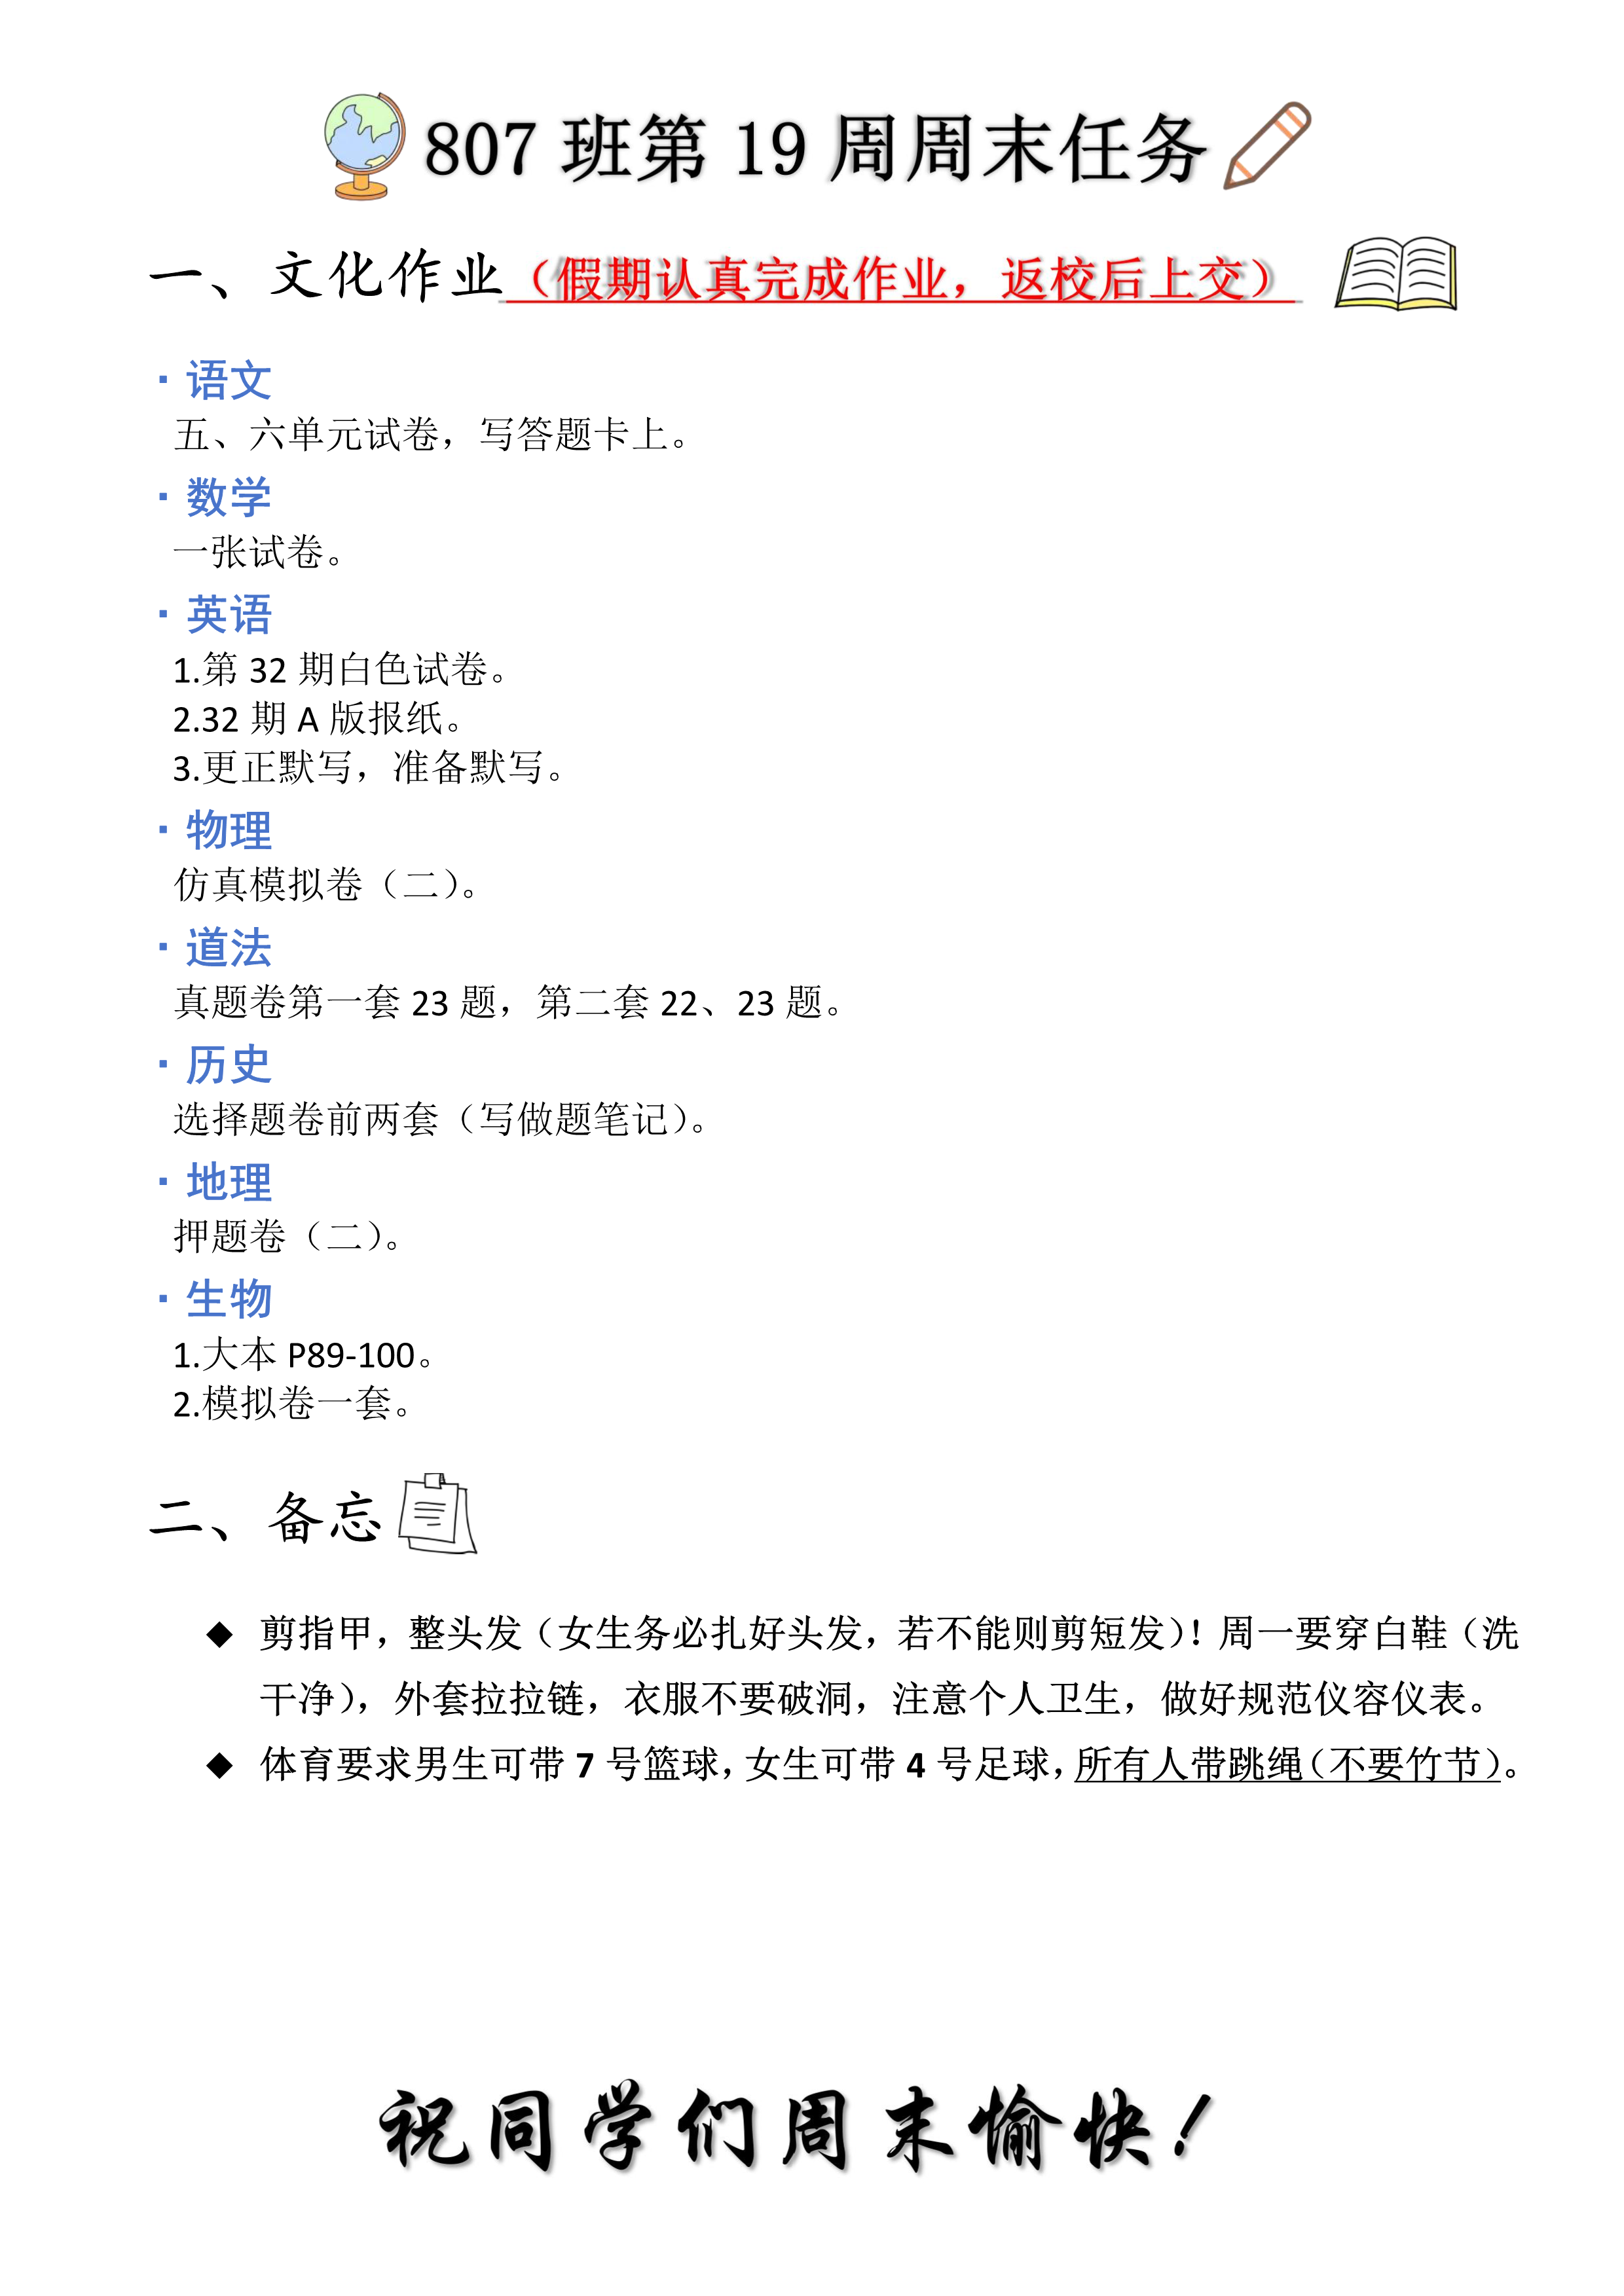 807 班第 19 周周末任务
一、文化作业（假期认真完成作业，返校后上交）
· 语文
五、六单元试卷，写答题卡上。
· 数学
一张试卷。
· 英语
1.第 32 期白色试卷。
2.32 期 A 版报纸。
3.更正默写，准备默写。
· 物理
仿真模拟卷（二）。
· 道法
真题卷第一套 23 题，第二套 22、23 题。
· 历史
选择题卷前两套（写做题笔记）。
· 地理
押题卷（二）。
· 生物
1.大本 P89-100。
2.模拟卷一套。
二、备忘
◆ 剪指甲，整头发（女生务必扎好头发，若不能则剪短发）！周一要穿白鞋（洗
干净），外套拉拉链，衣服不要破洞，注意个人卫生，做好规范仪容仪表。
◆ 体育要求男生可带 7 号篮球，女生可带 4 号足球，所有人带跳绳（不要竹节）。
祝同学们周末愉快！